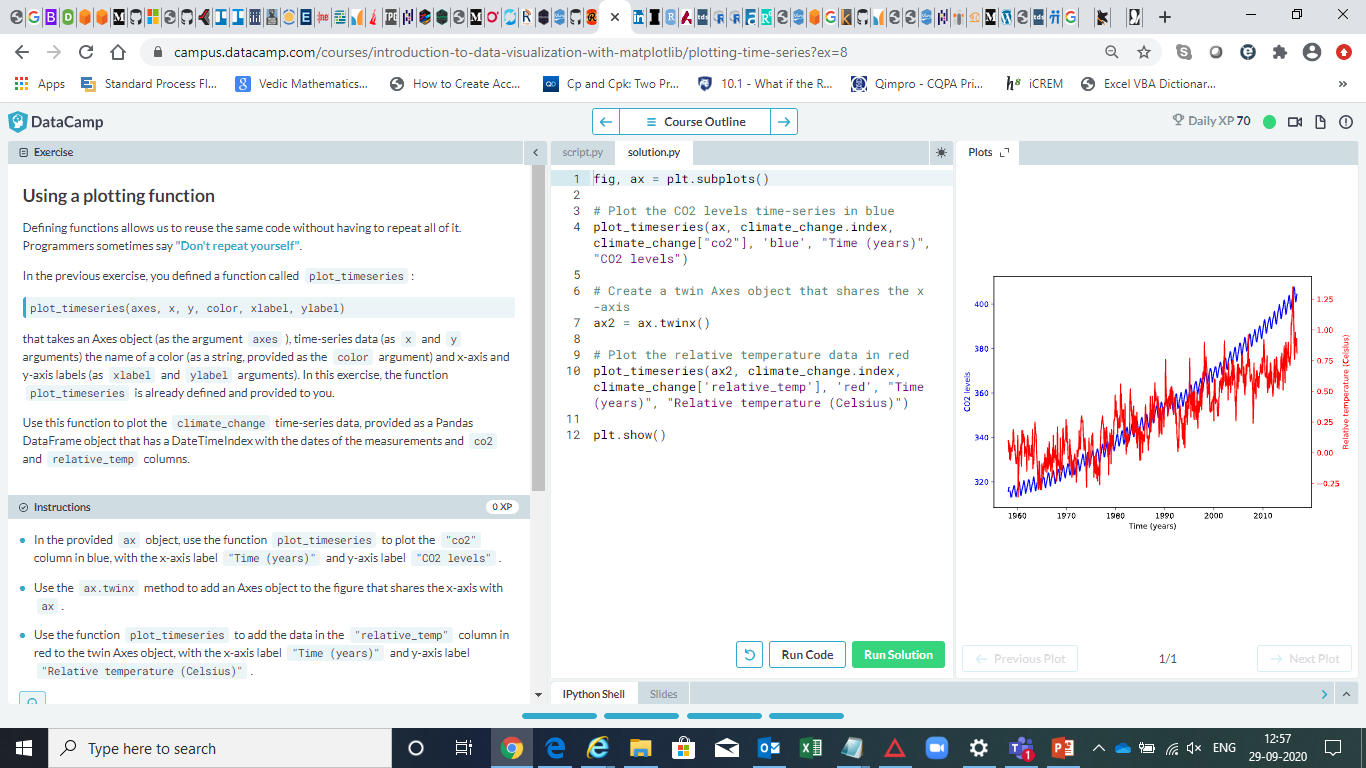 campus.datacamp.com/courses/introduction-to-data-visualization-with-matplotlib/plotting-time-series?ex=8
Apps Standard Process Fl... Vedic Mathematics... How to Create Acc... Cp and Cpk: Two Pr... 10.1 - What if the R... Qimpro - CQPA Pri... iCREM Excel VBA Dictionar... »
DataCamp
Course Outline
Daily XP 70
Exercise
Using a plotting function
Defining functions allows us to reuse the same code without having to repeat all of it.
Programmers sometimes say "Don't repeat yourself".
In the previous exercise, you defined a function called plot_timeseries :
plot_timeseries(axes, x, y, color, xlabel, ylabel)
that takes an Axes object (as the argument axes ), time-series data (as x and y
arguments) the name of a color (as a string, provided as the color argument) and x-axis and
y-axis labels (as xlabel and ylabel arguments). In this exercise, the function
plot_timeseries is already defined and provided to you.
Use this function to plot the climate_change time-series data, provided as a Pandas
DataFrame object that has a DateTimeIndex with the dates of the measurements and co2
and relative_temp columns.
Instructions 0 XP
In the provided ax object, use the function plot_timeseries to plot the "co2"
column in blue, with the x-axis label "Time (years)" and y-axis label "CO2 levels" .
Use the ax.twinx method to add an Axes object to the figure that shares the x-axis with
ax .
Use the function plot_timeseries to add the data in the "relative_temp" column in
red to the twin Axes object, with the x-axis label "Time (years)" and y-axis label
"Relative temperature (Celsius)" .
script.py solution.py
1 fig, ax = plt.subplots()
2
3 # Plot the CO2 levels time-series in blue
4 plot_timeseries(ax, climate_change.index,
climate_change["co2"], 'blue', "Time (years)",
"CO2 levels")
5
6 # Create a twin Axes object that shares the x
-axis
7 ax2 = ax.twinx()
8
9 # Plot the relative temperature data in red
10 plot_timeseries(ax2, climate_change.index,
climate_change['relative_temp'], 'red', "Time
(years)", "Relative temperature (Celsius)")
11
12 plt.show()
Run Code Run Solution
IPython Shell Slides
Plots
CO2 levels
400
380
360
340
320
1960 1970 1980 1990 2000 2010
Time (years)
1.25
1.00
0.75
0.50
0.25
0.00
−0.25
Relative temperature (Celsius)
Previous Plot 1/1 Next Plot
Type here to search
ENG
12:57
29-09-2020